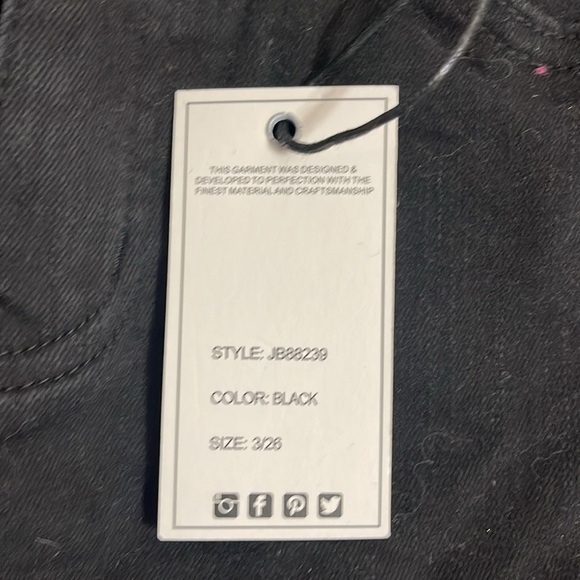 THIS GARMENT WAS DESIGNED &
DEVELOPED TO PERFECTION WITH THE
FINEST MATERIAL AND CRAFTSMANSHIP
STYLE: JB88239
COLOR: BLACK
SIZE: 3/26